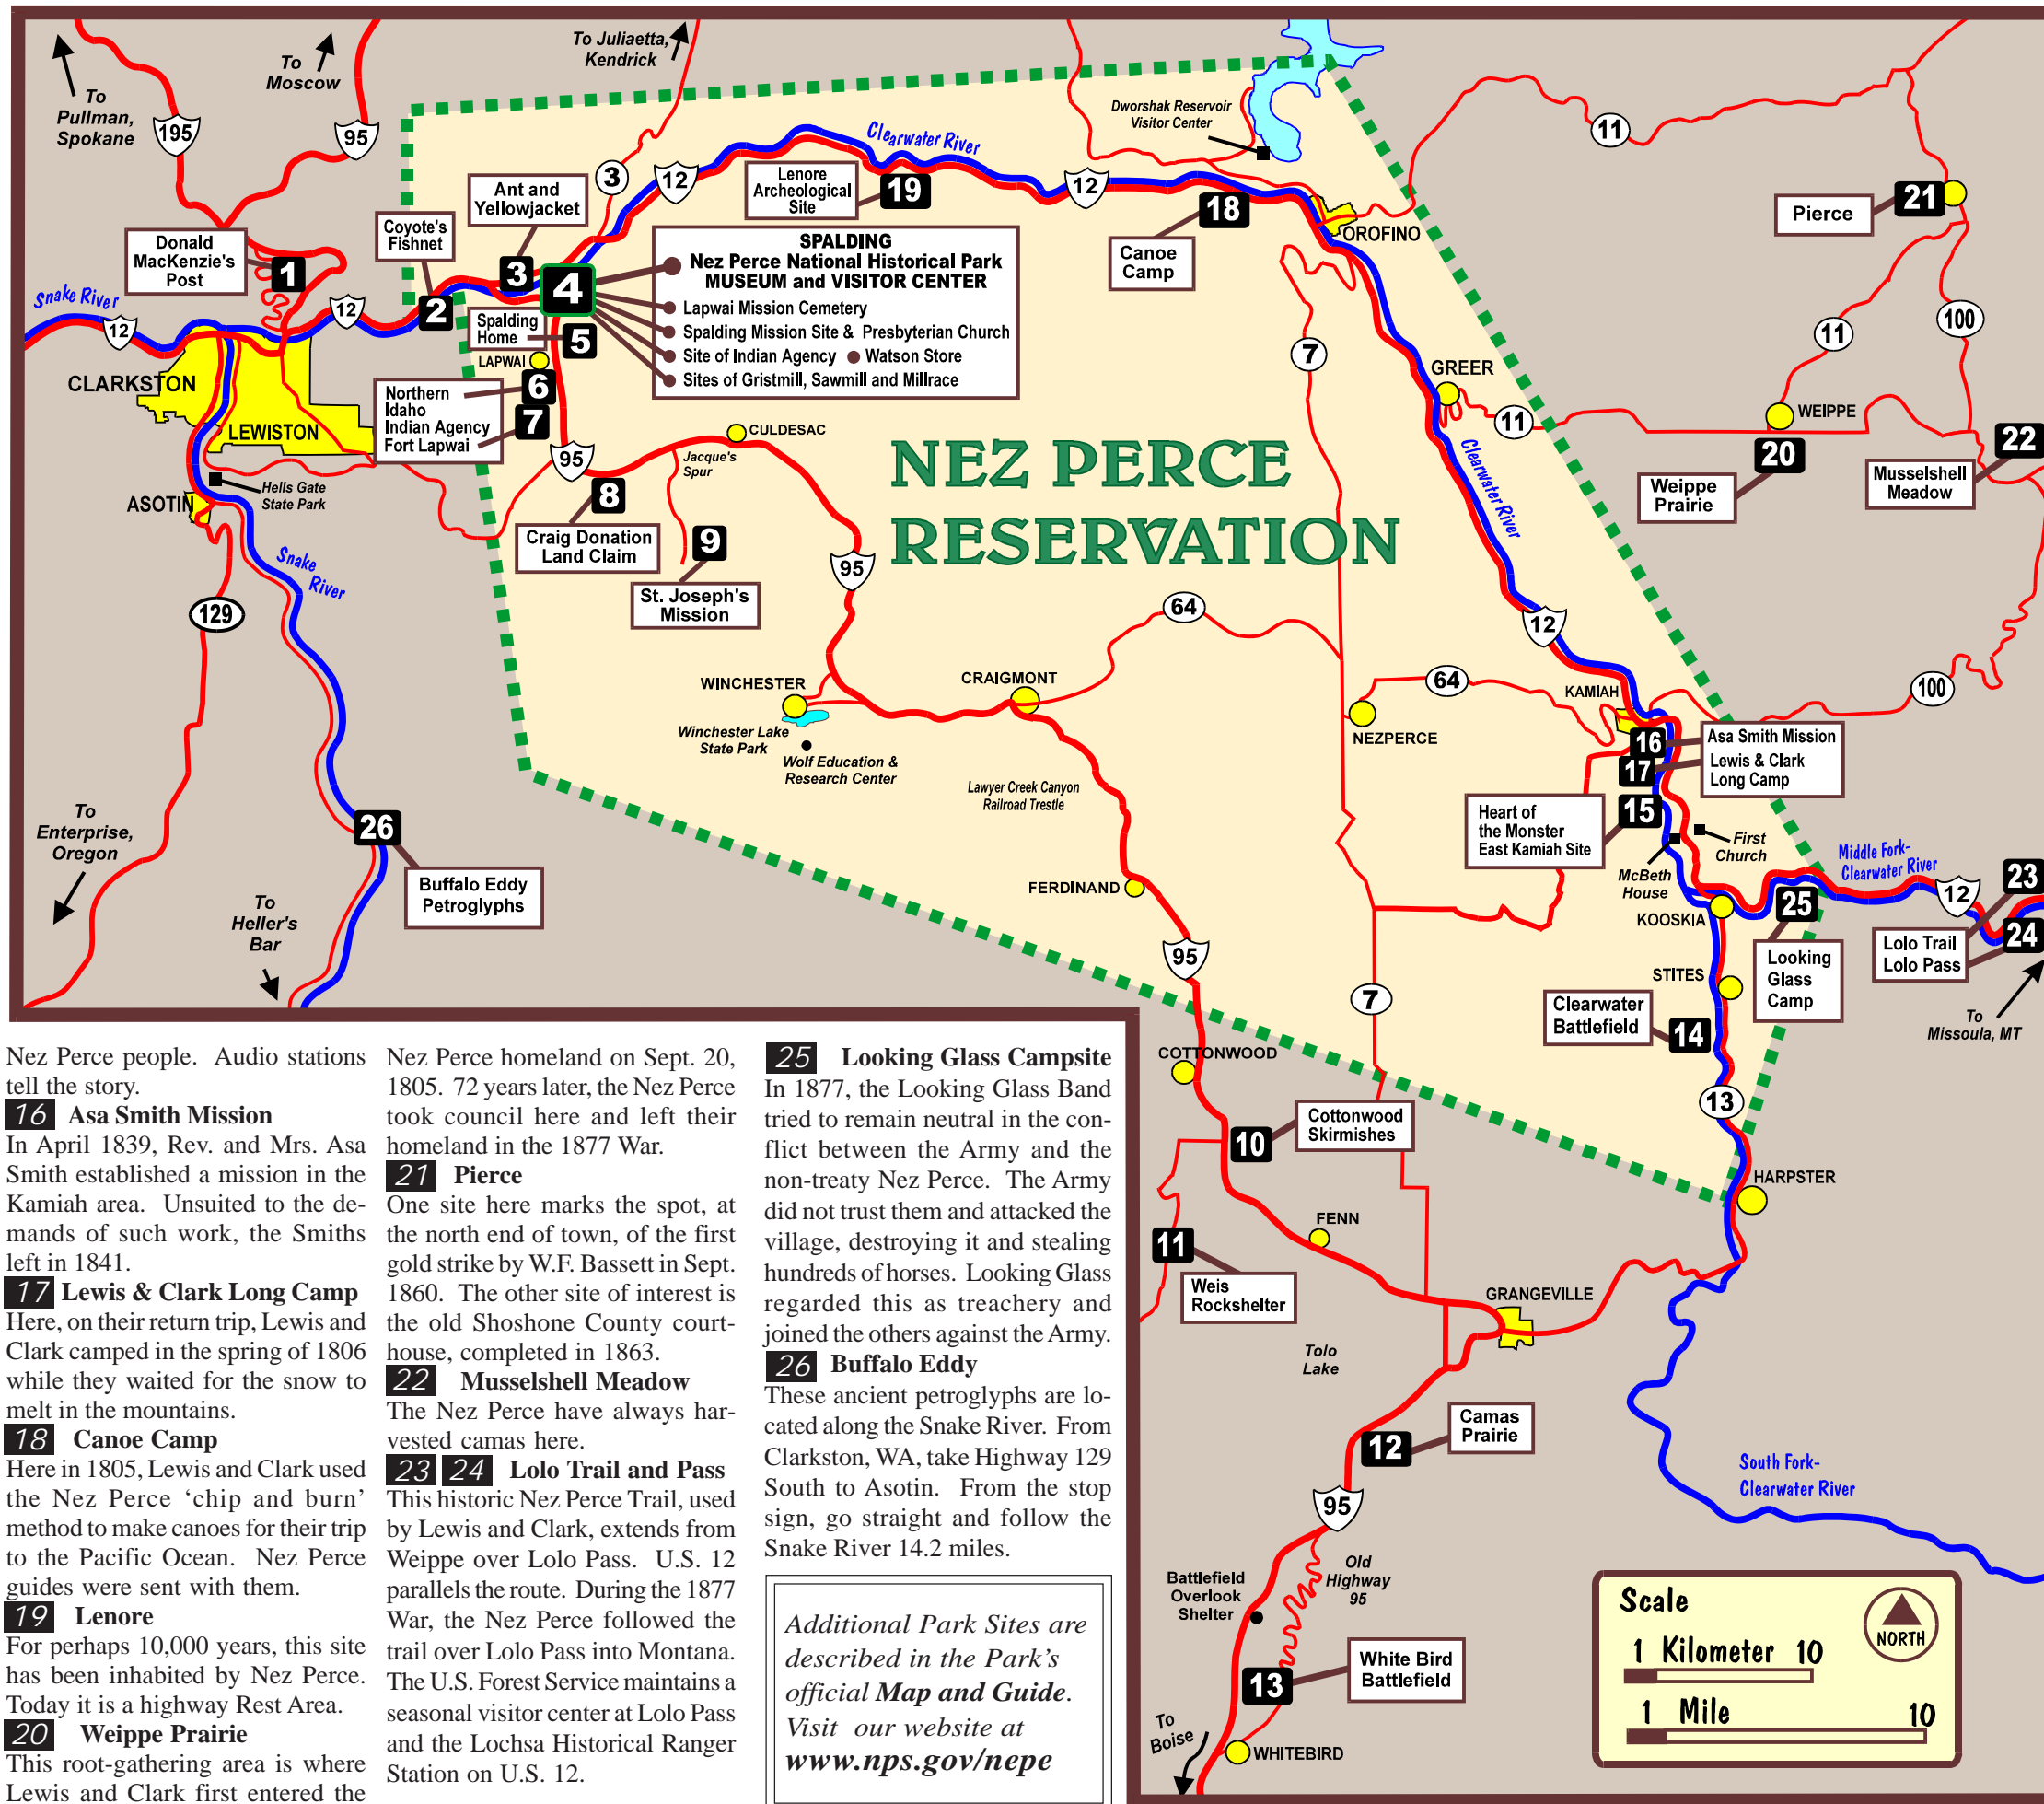 To
Pullman,
Spokane
195
To
Moscow
95
To Juliaetta,
Kendrick
3
12
Clearwater River
Dworshak Reservoir
Visitor Center
11
Ant and
Yellowjacket
Lenore
Archeological
Site
19
12
18
Canoe
Camp
OROFINO
Pierce
21
Donald
MacKenzie's
Post
1
Coyote's
Fishnet
2
3
4
SPALDING
Nez Perce National Historical Park
MUSEUM and VISITOR CENTER
Lapwai Mission Cemetery
Spalding Mission Site & Presbyterian Church
Site of Indian Agency
Watson Store
Sites of Gristmill, Sawmill and Millrace
Snake River
12
12
Spalding
Home
5
LAPWAI
7
11
100
CLARKSTON
LEWISTON
Northern
Idaho
Indian Agency
Fort Lapwai
6
7
GREER
11
WEIPPE
20
Weippe
Prairie
22
Musselshell
Meadow
CULDESAC
Jacque's
Spur
95
8
Craig Donation
Land Claim
9
St. Joseph's
Mission
NEZ PERCE
RESERVATION
Clearwater River
Hells Gate
State Park
ASOTIN
Snake
River
129
95
64
12
WINCHESTER
Winchester Lake
State Park
Wolf Education &
Research Center
CRAIGMONT
Lawyer Creek Canyon
Railroad Trestle
NEZPERCE
64
KAMIAH
100
16
Asa Smith Mission
17
Lewis & Clark
Long Camp
15
Heart of
the Monster
East Kamiah Site
First
Church
McBeth
House
Middle Fork-
Clearwater River
12
23
24
Lolo Trail
Lolo Pass
To
Missoula, MT
To
Enterprise,
Oregon
26
Buffalo Eddy
Petroglyphs
To
Heller's
Bar
FERDINAND
95
7
KOOSKIA
25
Looking
Glass
Camp
STITES
Clearwater
Battlefield
14
13
COTTONWOOD
10
Cottonwood
Skirmishes
HARPSTER
11
Weis
Rockshelter
FENN
GRANGEVILLE
Tolo
Lake
12
Camas
Prairie
95
South Fork-
Clearwater River
Old
Highway
95
Battlefield
Overlook
Shelter
13
White Bird
Battlefield
To
Boise
WHITEBIRD
Scale
1 Kilometer 10
1 Mile 10
NORTH
Nez Perce people. Audio stations
tell the story.
16 Asa Smith Mission
In April 1839, Rev. and Mrs. Asa
Smith established a mission in the
Kamiah area. Unsuited to the de-
mands of such work, the Smiths
left in 1841.
17 Lewis & Clark Long Camp
Here, on their return trip, Lewis and
Clark camped in the spring of 1806
while they waited for the snow to
melt in the mountains.
18 Canoe Camp
Here in 1805, Lewis and Clark used
the Nez Perce ‘chip and burn’
method to make canoes for their trip
to the Pacific Ocean. Nez Perce
guides were sent with them.
19 Lenore
For perhaps 10,000 years, this site
has been inhabited by Nez Perce.
Today it is a highway Rest Area.
20 Weippe Prairie
This root-gathering area is where
Lewis and Clark first entered the
Nez Perce homeland on Sept. 20,
1805. 72 years later, the Nez Perce
took council here and left their
homeland in the 1877 War.
21 Pierce
One site here marks the spot, at
the north end of town, of the first
gold strike by W.F. Bassett in Sept.
1860. The other site of interest is
the old Shoshone County court-
house, completed in 1863.
22 Musselshell Meadow
The Nez Perce have always har-
vested camas here.
23 24 Lolo Trail and Pass
This historic Nez Perce Trail, used
by Lewis and Clark, extends from
Weippe over Lolo Pass. U.S. 12
parallels the route. During the 1877
War, the Nez Perce followed the
trail over Lolo Pass into Montana.
The U.S. Forest Service maintains a
seasonal visitor center at Lolo Pass
and the Lochsa Historical Ranger
Station on U.S. 12.
25 Looking Glass Campsite
In 1877, the Looking Glass Band
tried to remain neutral in the con-
flict between the Army and the
non-treaty Nez Perce. The Army
did not trust them and attacked the
village, destroying it and stealing
hundreds of horses. Looking Glass
regarded this as treachery and
joined the others against the Army.
26 Buffalo Eddy
These ancient petroglyphs are lo-
cated along the Snake River. From
Clarkston, WA, take Highway 129
South to Asotin. From the stop
sign, go straight and follow the
Snake River 14.2 miles.
Additional Park Sites are
described in the Park's
official Map and Guide.
Visit our website at
www.nps.gov/nepe